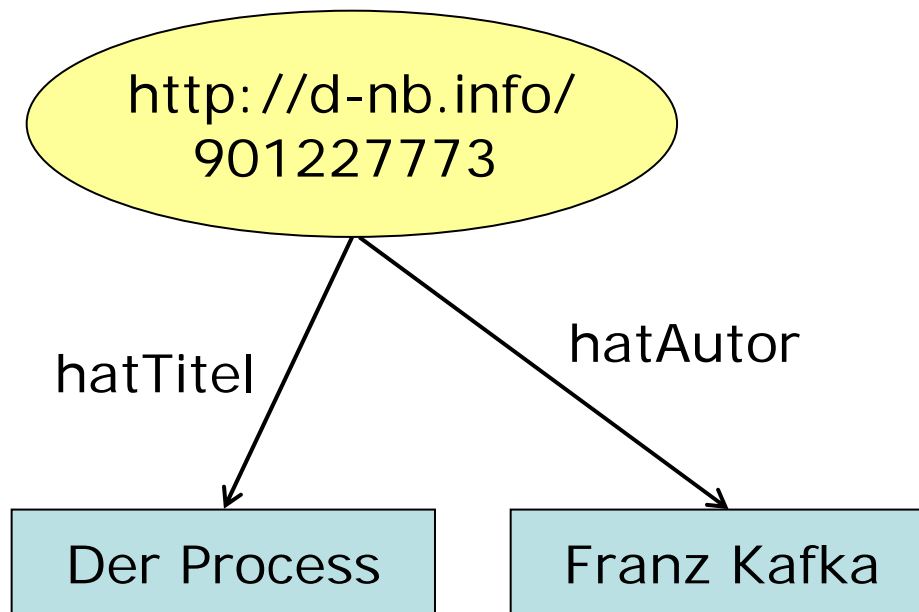 http://d-nb.info/
901227773
hatTitel
hatAutor
Der Process
Franz Kafka